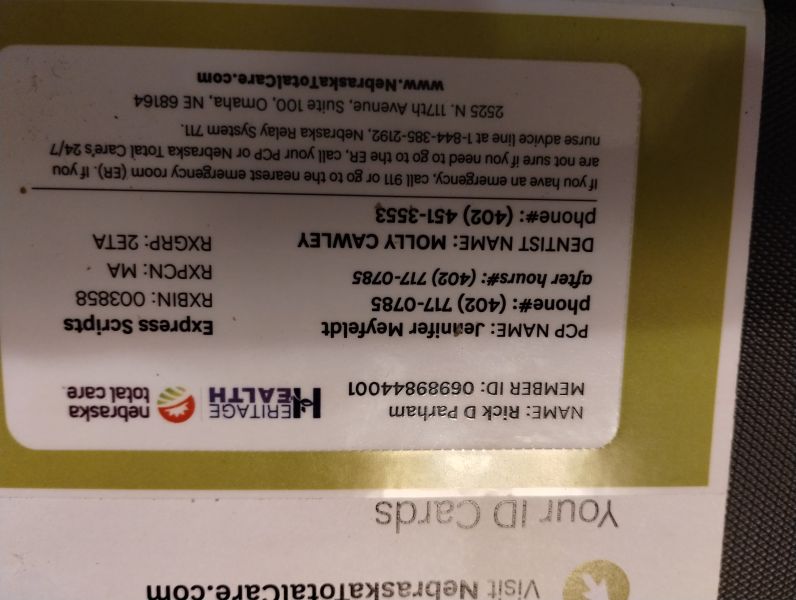 Visit NebraskaTotalCare.com
Your ID Cards
NAME: Rick D Parham
MEMBER ID: 06989844001
HERITAGE HEALTH
nebraska total care™
PCP NAME: Jennifer Meyfeldt
phone#: (402) 717-0785
after hours#: (402) 717-0785
DENTIST NAME: MOLLY CAWLEY
phone#: (402) 451-3553
Express Scripts
RXBIN: 003858
RXPCN: MA
RXGRP: 2ETA
If you have an emergency, call 911 or go to the nearest emergency room (ER). If you
are not sure if you need to go to the ER, call your PCP or Nebraska Total Care's 24/7
nurse advice line at 1-844-385-2192, Nebraska Relay System 711.
2525 N. 117th Avenue, Suite 100, Omaha, NE 68164
www.NebraskaTotalCare.com